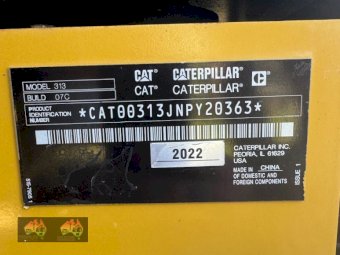 CAT CATERPILLAR C
CAT CATERPILLAR
MODEL 313
BUILD 07C
PRODUCT IDENTIFICATION NUMBER
*CAT00313JNPY20363*
2022
CATERPILLAR INC.
PEORIA, IL 61629
USA
MADE IN CHINA
OF DOMESTIC AND
FOREIGN COMPONENTS
ISSUE 1